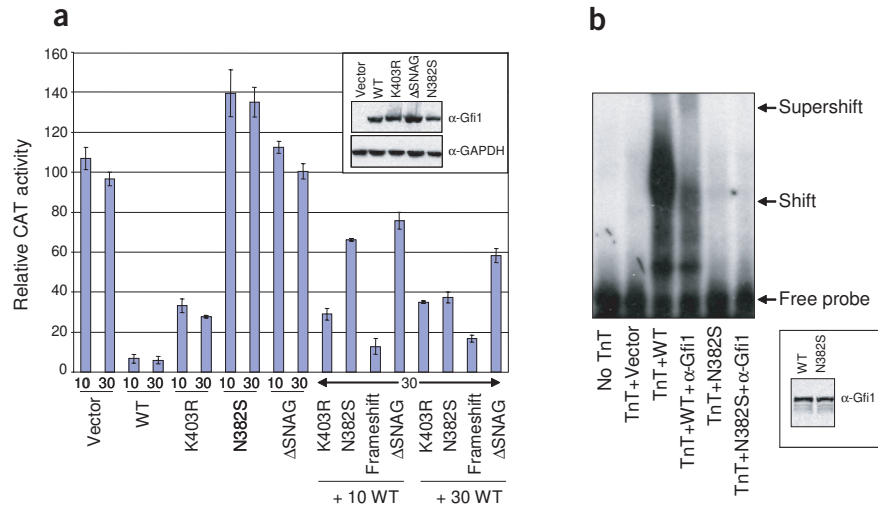 a
Relative CAT activity
160
140
120
100
80
60
40
20
0
10 30 10 30 10 30 10 30 10 30 30
Vector
WT
K403R
N382S
ΔSNAG
K403R
N382S
Frameshift
ΔSNAG
K403R
N382S
Frameshift
ΔSNAG
+ 10 WT
+ 30 WT
Vector
WT
K403R
ΔSNAG
N382S
α-Gfi1
α-GAPDH
b
Supershift
Shift
Free probe
No TnT
TnT+Vector
TnT+WT
TnT+WT+α-Gfi1
TnT+N382S
TnT+N382S+α-Gfi1
WT
N382S
α-Gfi1